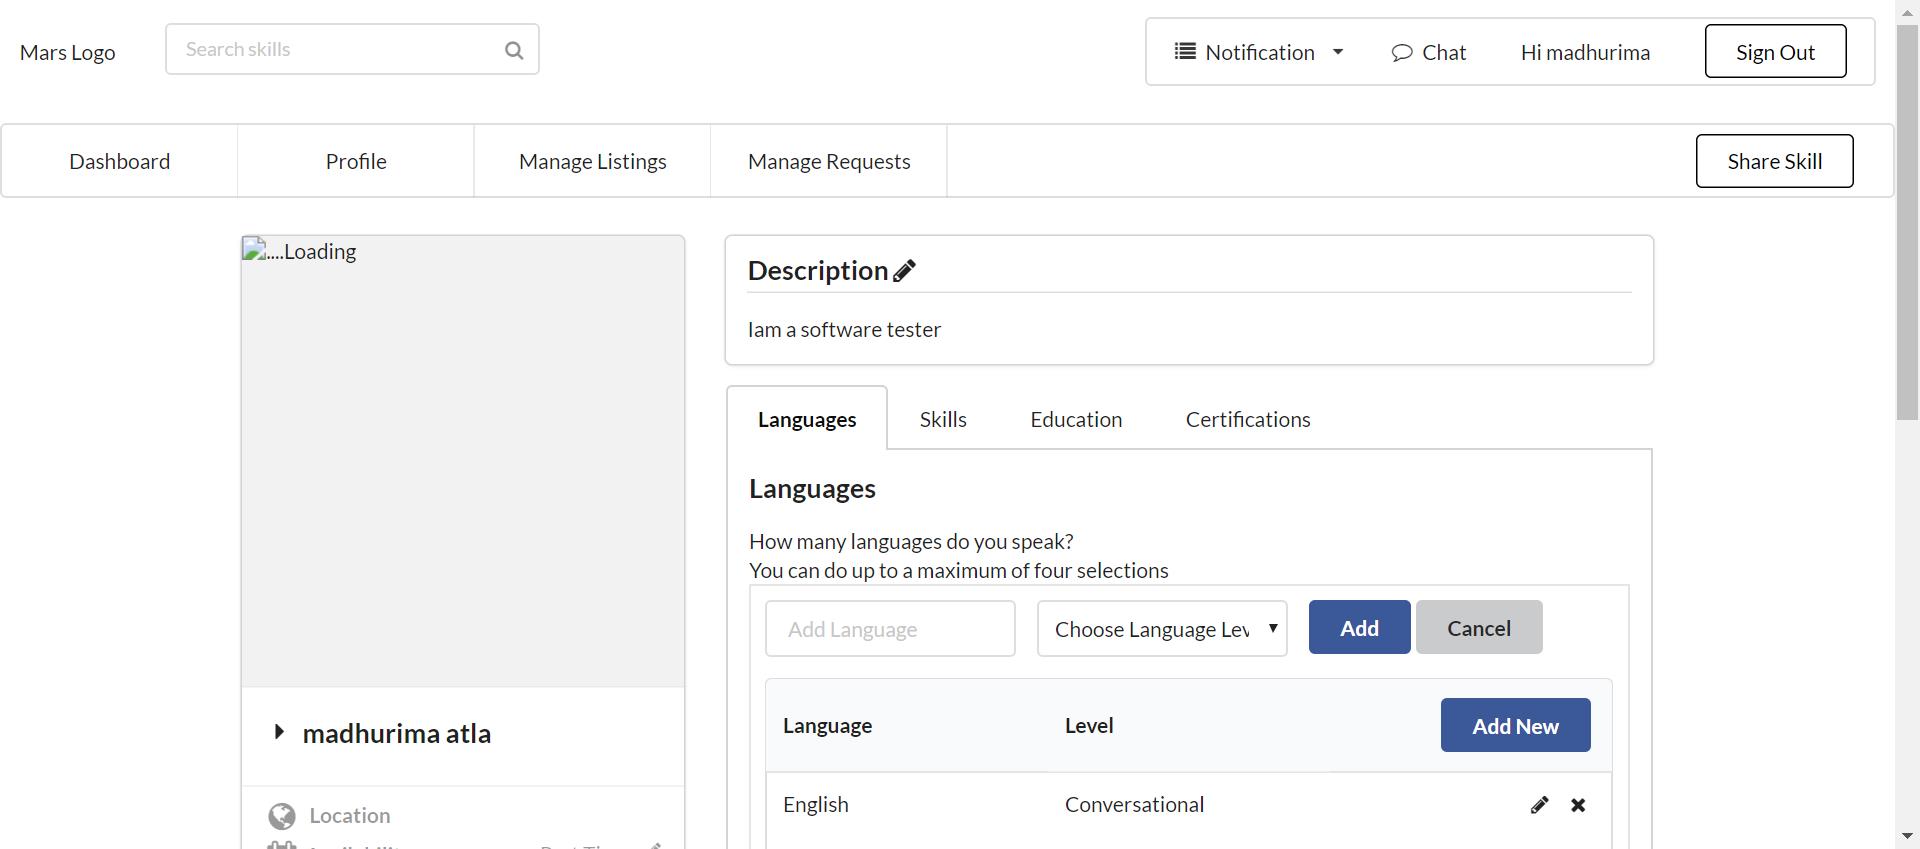 Mars Logo
Search skills
Notification
Chat
Hi madhurima
Sign Out
Dashboard
Profile
Manage Listings
Manage Requests
Share Skill
....Loading
madhurima atla
Location
Description
Iam a software tester
Languages
Skills
Education
Certifications
Languages
How many languages do you speak?
You can do up to a maximum of four selections
Add Language
Choose Language Lev
Add
Cancel
Language
Level
Add New
English
Conversational